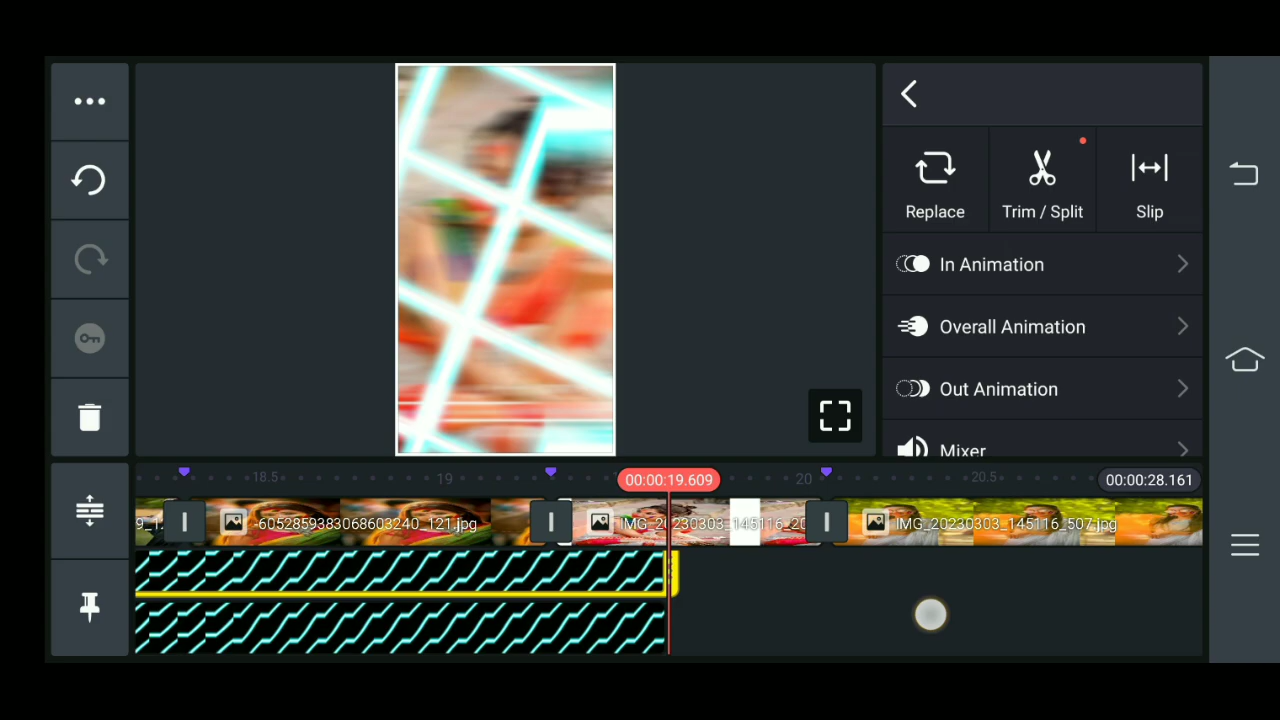 Replace
Trim / Split
Slip
In Animation
Overall Animation
Out Animation
Mixer
18.5
19
00:00:19.609
20
20.5
00:00:28.161
-6052859383068603240_121.jpg
IMG_20230303_145116_20
IMG_20230303_145116_507.jpg